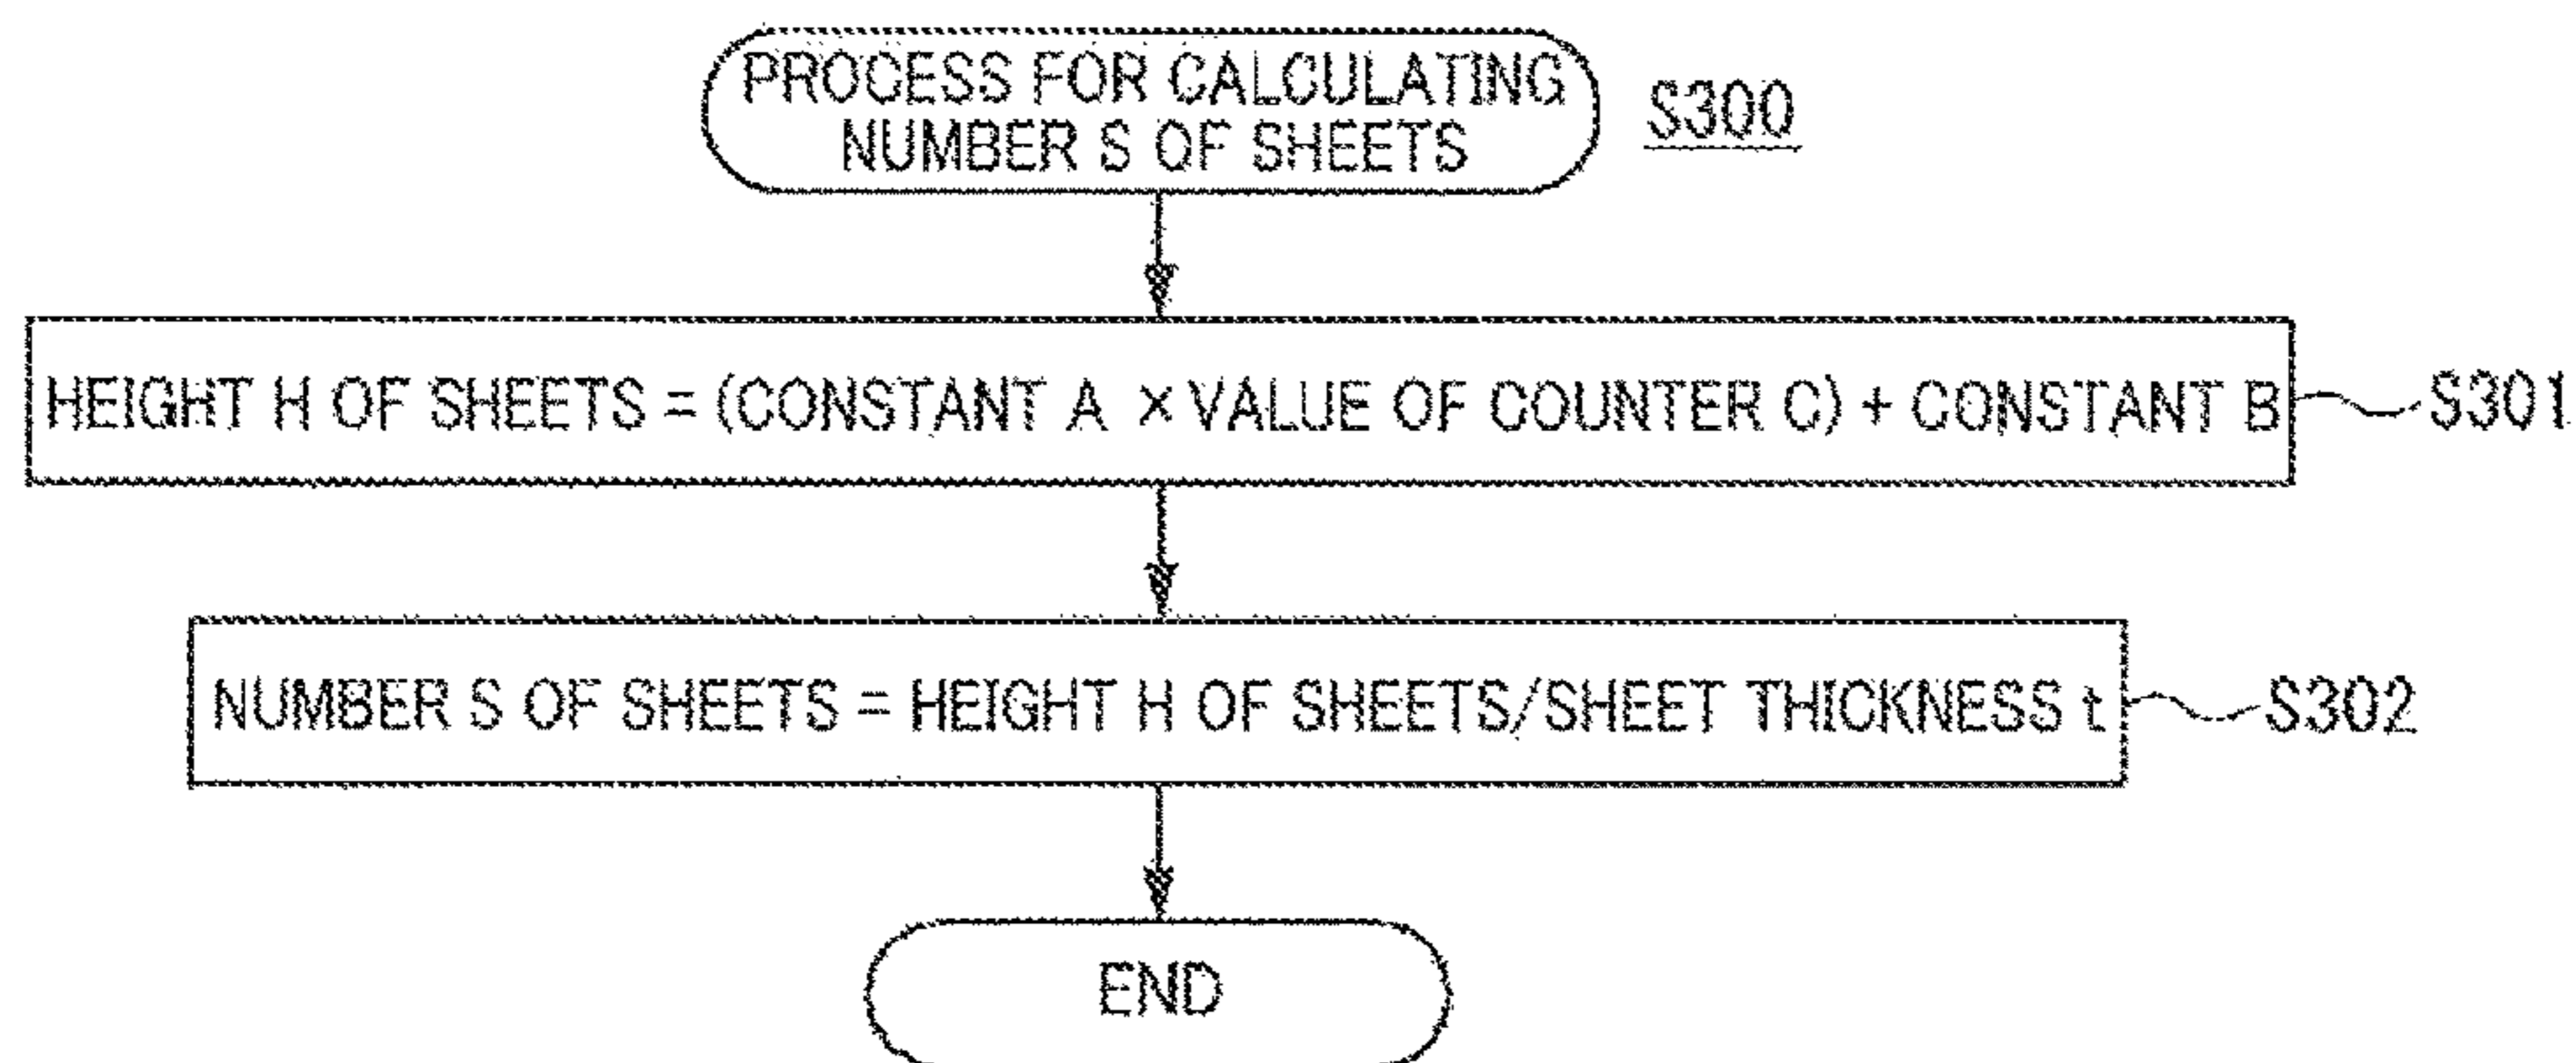 PROCESS FOR CALCULATING
NUMBER S OF SHEETS
S300
HEIGHT H OF SHEETS = (CONSTANT A × VALUE OF COUNTER C) + CONSTANT B
S301
NUMBER S OF SHEETS = HEIGHT H OF SHEETS/SHEET THICKNESS t
S302
END